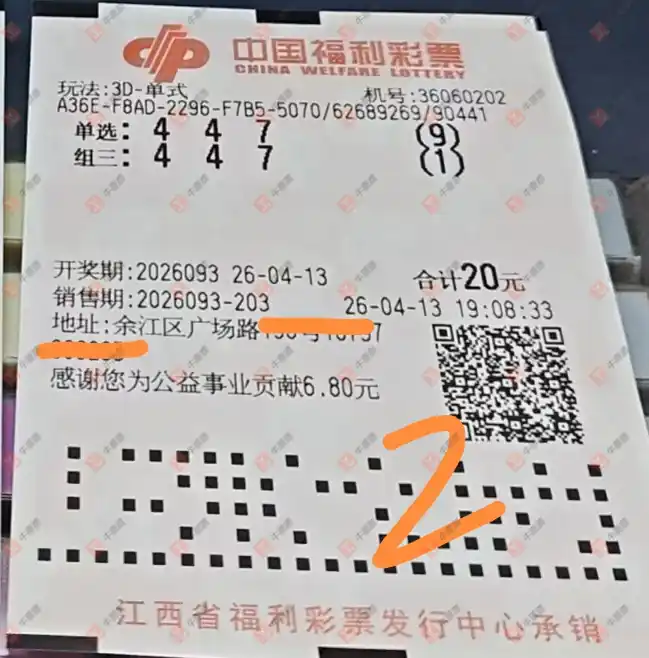 中国福利彩票
CHINA WELFARE LOTTERY
玩法:3D-单式 机号:36060202
A36E-F8AD-2296-F7B5-5070/62689269/90441
单选: 4 4 7 (9)
组三: 4 4 7 (1)
开奖期:2026093 26-04-13 合计20元
销售期:2026093-203 26-04-13 19:08:33
地址:余江区广场路
感谢您为公益事业贡献6.80元
2
江西省福利彩票发行中心承销